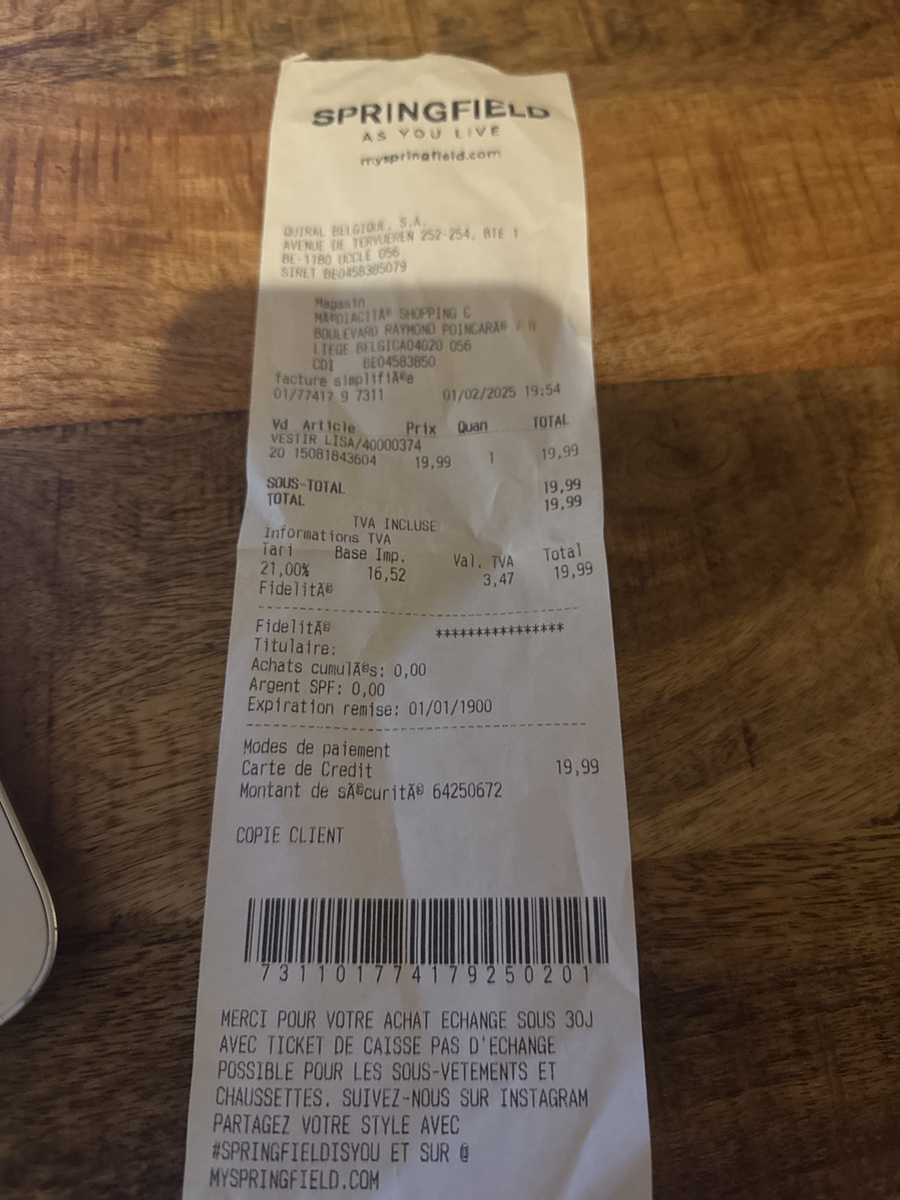 SPRINGFIELD
AS YOU LIVE
myspringfield.com
QUIRAL BELGIQUE, S.A.
AVENUE DE TERVUEREN 252-254, BTE 1
BE-1180 UCCLE 056
SIRET BE0458385079
Magasin
MÃ©DIACITÃ© SHOPPING C
BOULEVARD RAYMOND POINCARÃ© 7 B
LIEGE BELGICA04020 056
CDI BE04583850
facture simplifiÃ©e
01/77417 9 7311 01/02/2025 19:54
Vd Article Prix Quan TOTAL
VESTIR LISA/40000374
20 15081843604 19,99 1 19,99
SOUS-TOTAL 19,99
TOTAL 19,99
TVA INCLUSE
Informations TVA
Tari Base Imp. Val. TVA Total
21,00% 16,52 3,47 19,99
FidelitÃ©
FidelitÃ© ****************
Titulaire:
Achats cumulÃ©s: 0,00
Argent SPF: 0,00
Expiration remise: 01/01/1900
Modes de paiement
Carte de Credit 19,99
Montant de sÃ©curitÃ© 64250672
COPIE CLIENT
731101774179250201
MERCI POUR VOTRE ACHAT ECHANGE SOUS 30J
AVEC TICKET DE CAISSE PAS D'ECHANGE
POSSIBLE POUR LES SOUS-VETEMENTS ET
CHAUSSETTES. SUIVEZ-NOUS SUR INSTAGRAM
PARTAGEZ VOTRE STYLE AVEC
#SPRINGFIELDISYOU ET SUR @
MYSPRINGFIELD.COM